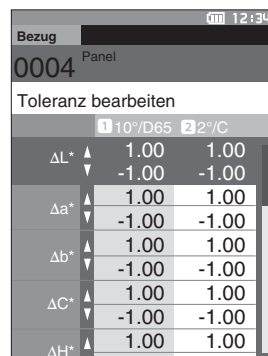 12:34
Bezug
0004 Panel
Toleranz bearbeiten
1 10°/D65 2 2°/C
ΔL* 1.00 1.00
-1.00 -1.00
Δa* 1.00 1.00
-1.00 -1.00
Δb* 1.00 1.00
-1.00 -1.00
ΔC* 1.00 1.00
-1.00 -1.00
ΔH* 1.00 1.00